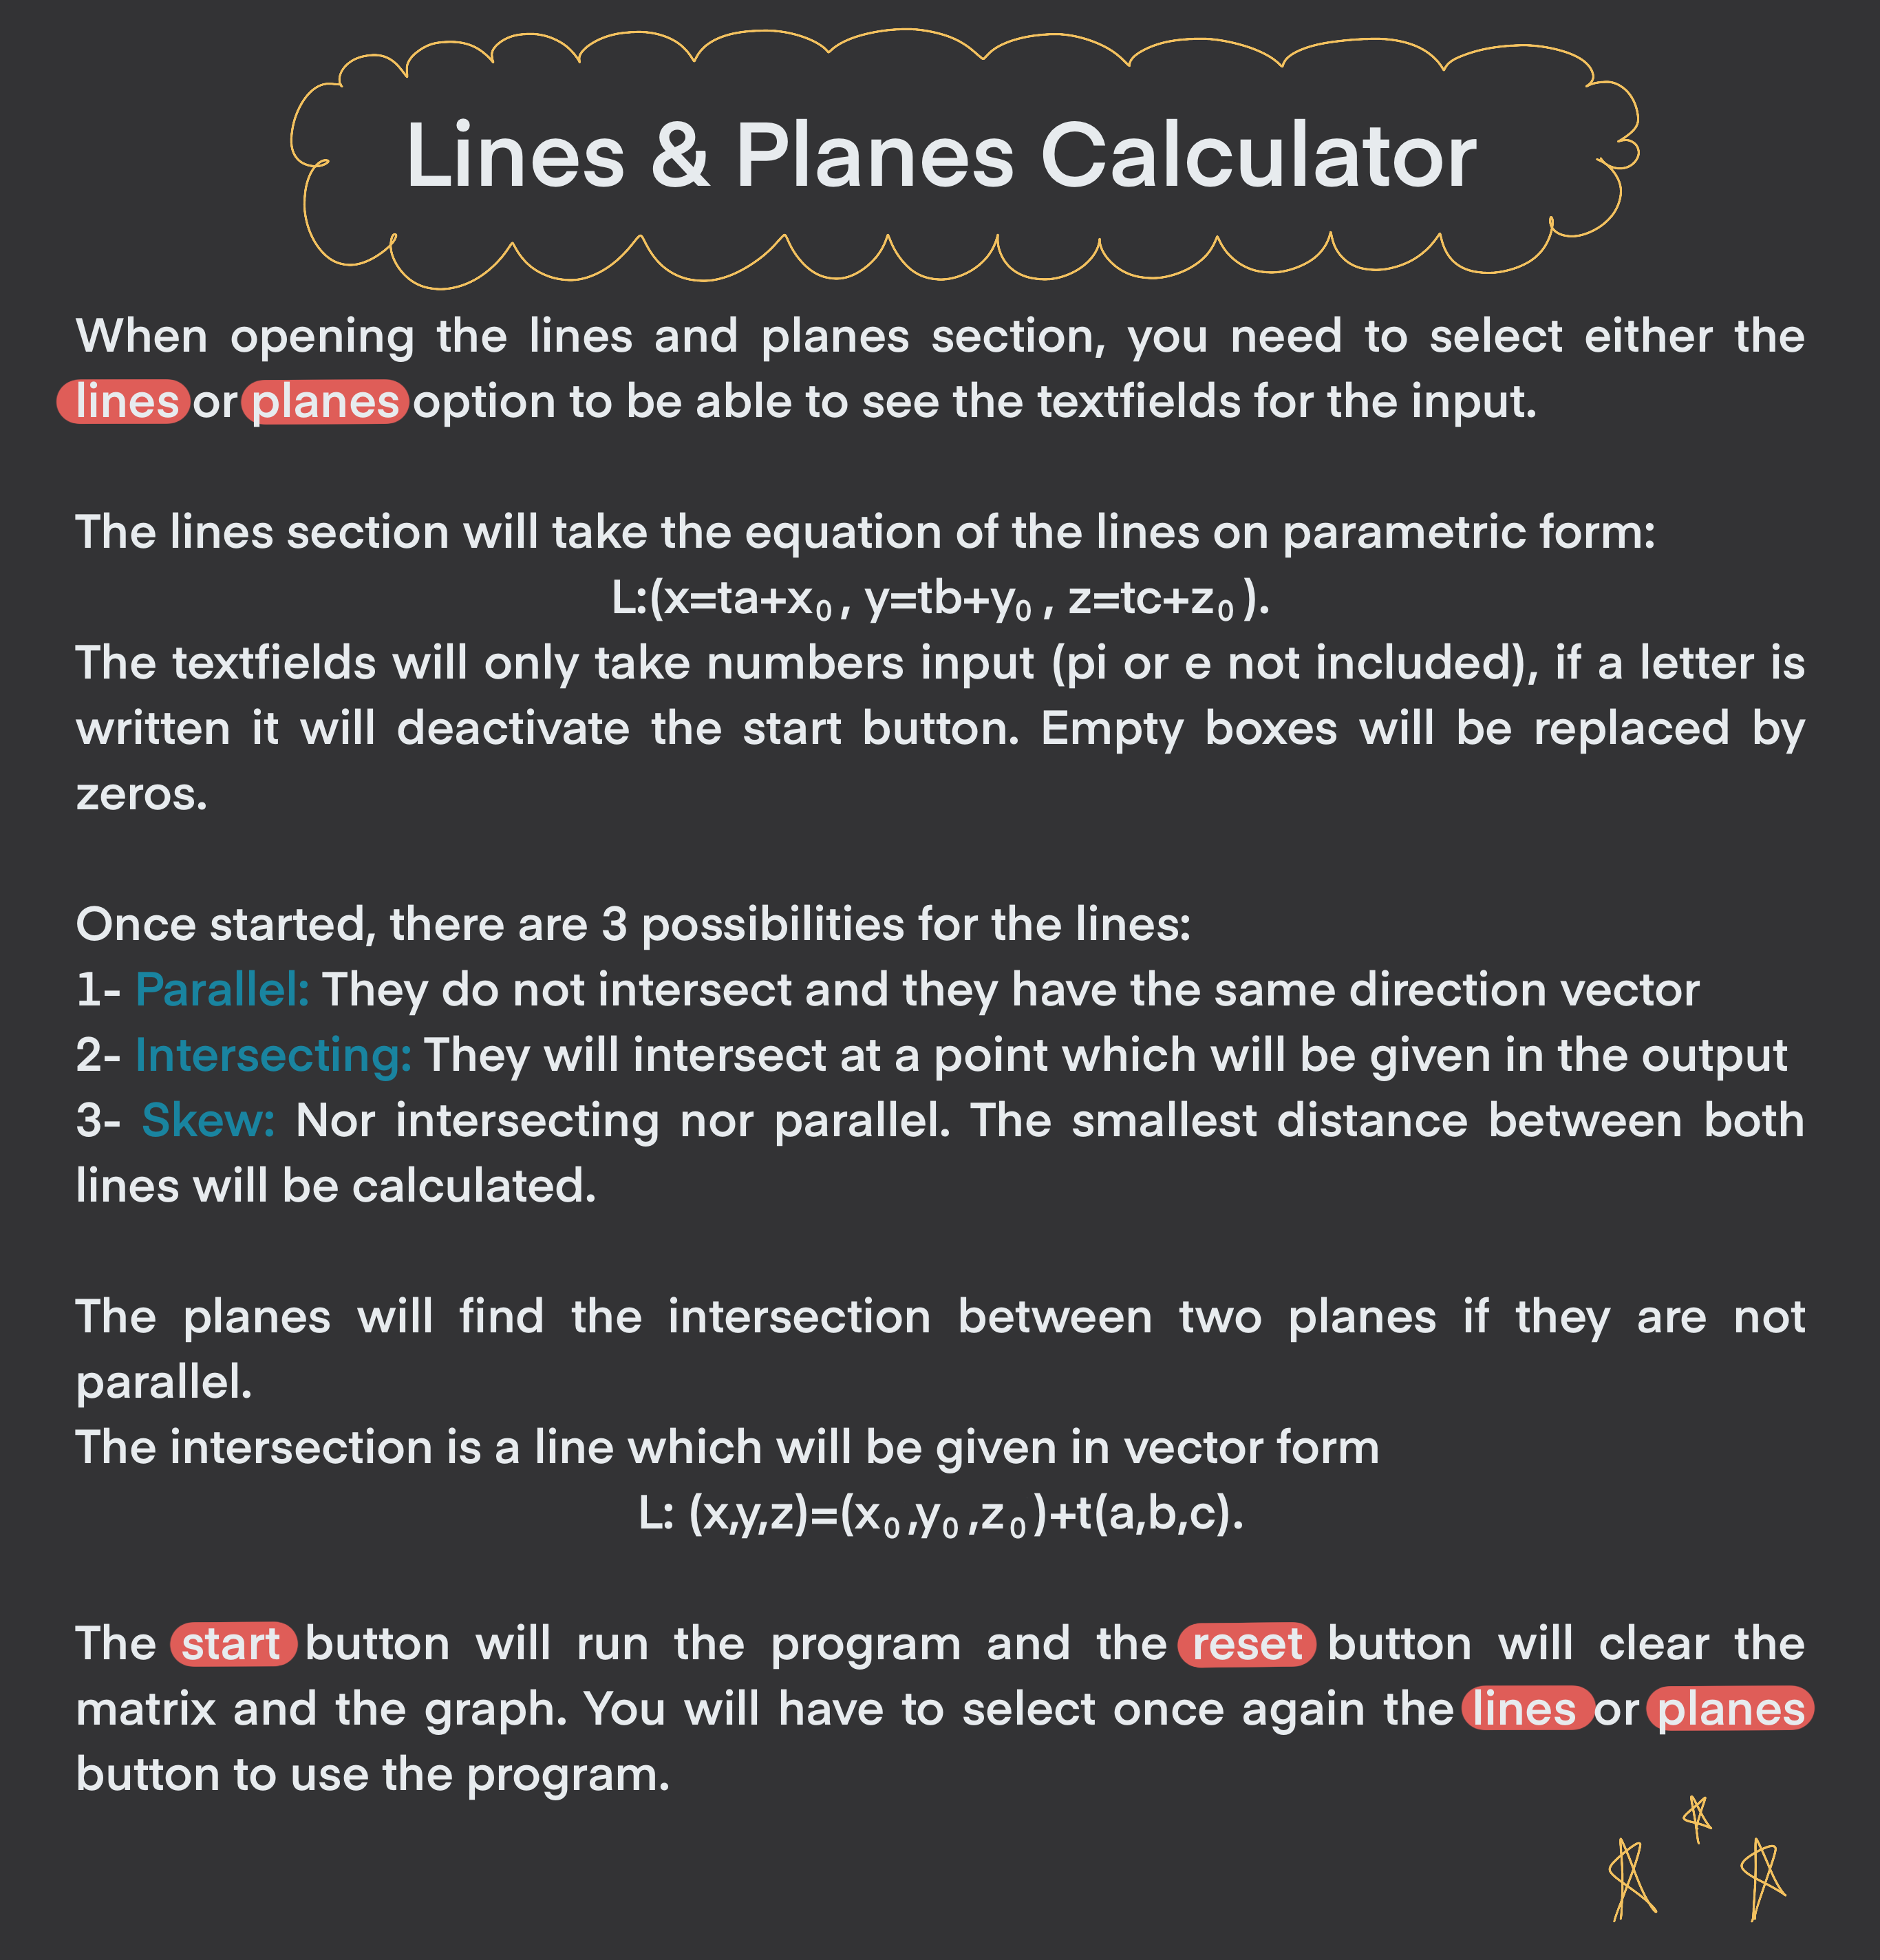 Lines & Planes Calculator
When opening the lines and planes section, you need to select either the
lines or planes option to be able to see the textfields for the input.
The lines section will take the equation of the lines on parametric form:
L:(x=ta+x₀, y=tb+y₀, z=tc+z₀).
The textfields will only take numbers input (pi or e not included), if a letter is
written it will deactivate the start button. Empty boxes will be replaced by
zeros.
Once started, there are 3 possibilities for the lines:
1- Parallel: They do not intersect and they have the same direction vector
2- Intersecting: They will intersect at a point which will be given in the output
3- Skew: Nor intersecting nor parallel. The smallest distance between both
lines will be calculated.
The planes will find the intersection between two planes if they are not
parallel.
The intersection is a line which will be given in vector form
L: (x,y,z)=(x₀,y₀,z₀)+t(a,b,c).
The start button will run the program and the reset button will clear the
matrix and the graph. You will have to select once again the lines or planes
button to use the program.